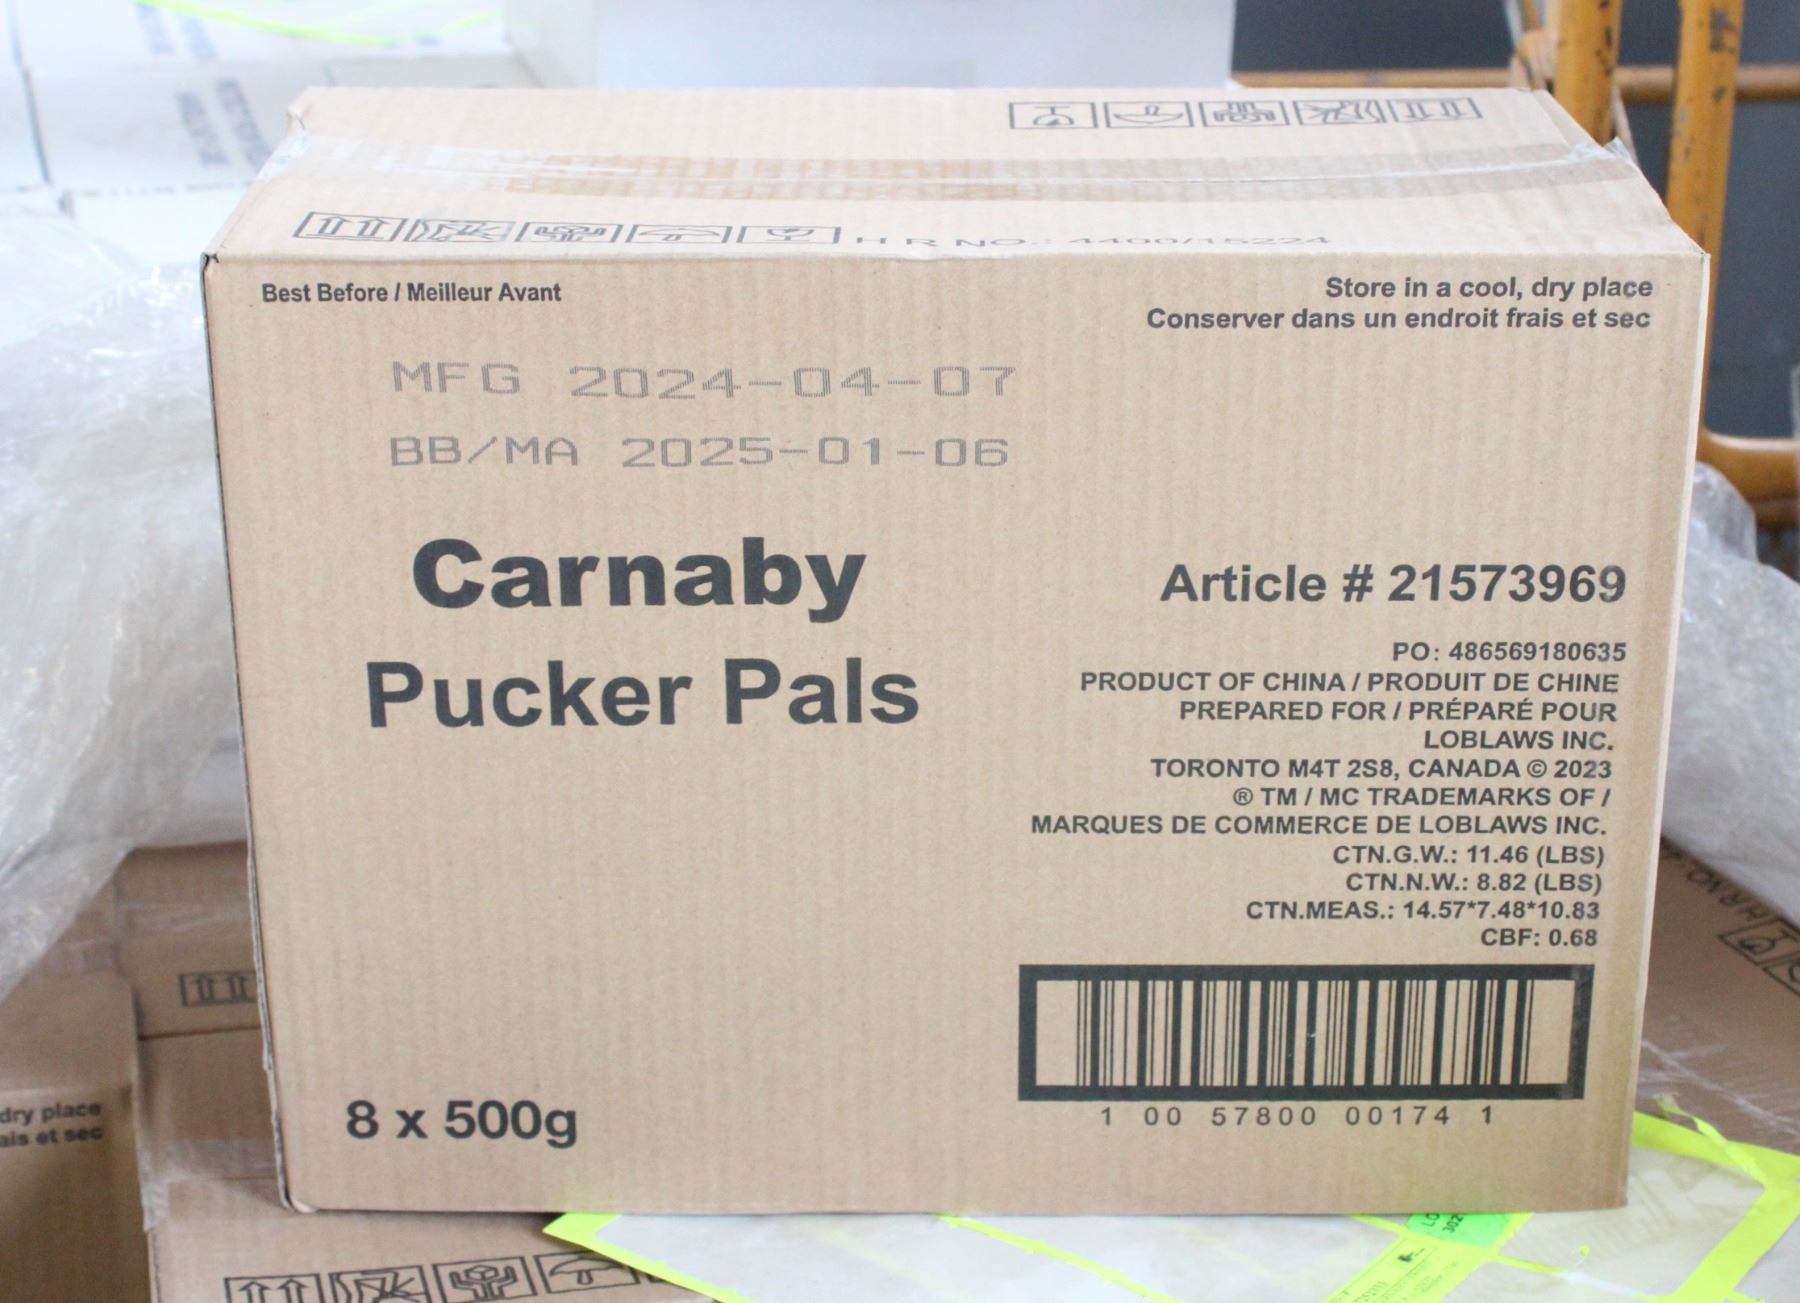 H R NO.: 4400/15224
Best Before / Meilleur Avant
Store in a cool, dry place
Conserver dans un endroit frais et sec
MFG 2024-04-07
BB/MA 2025-01-06
Carnaby
Pucker Pals
Article # 21573969
PO: 486569180635
PRODUCT OF CHINA / PRODUIT DE CHINE
PREPARED FOR / PRÉPARÉ POUR
LOBLAWS INC.
TORONTO M4T 2S8, CANADA © 2023
® TM / MC TRADEMARKS OF /
MARQUES DE COMMERCE DE LOBLAWS INC.
CTN.G.W.: 11.46 (LBS)
CTN.N.W.: 8.82 (LBS)
CTN.MEAS.: 14.57*7.48*10.83
CBF: 0.68
1 00 57800 00174 1
8 x 500g
dry place
ais et sec